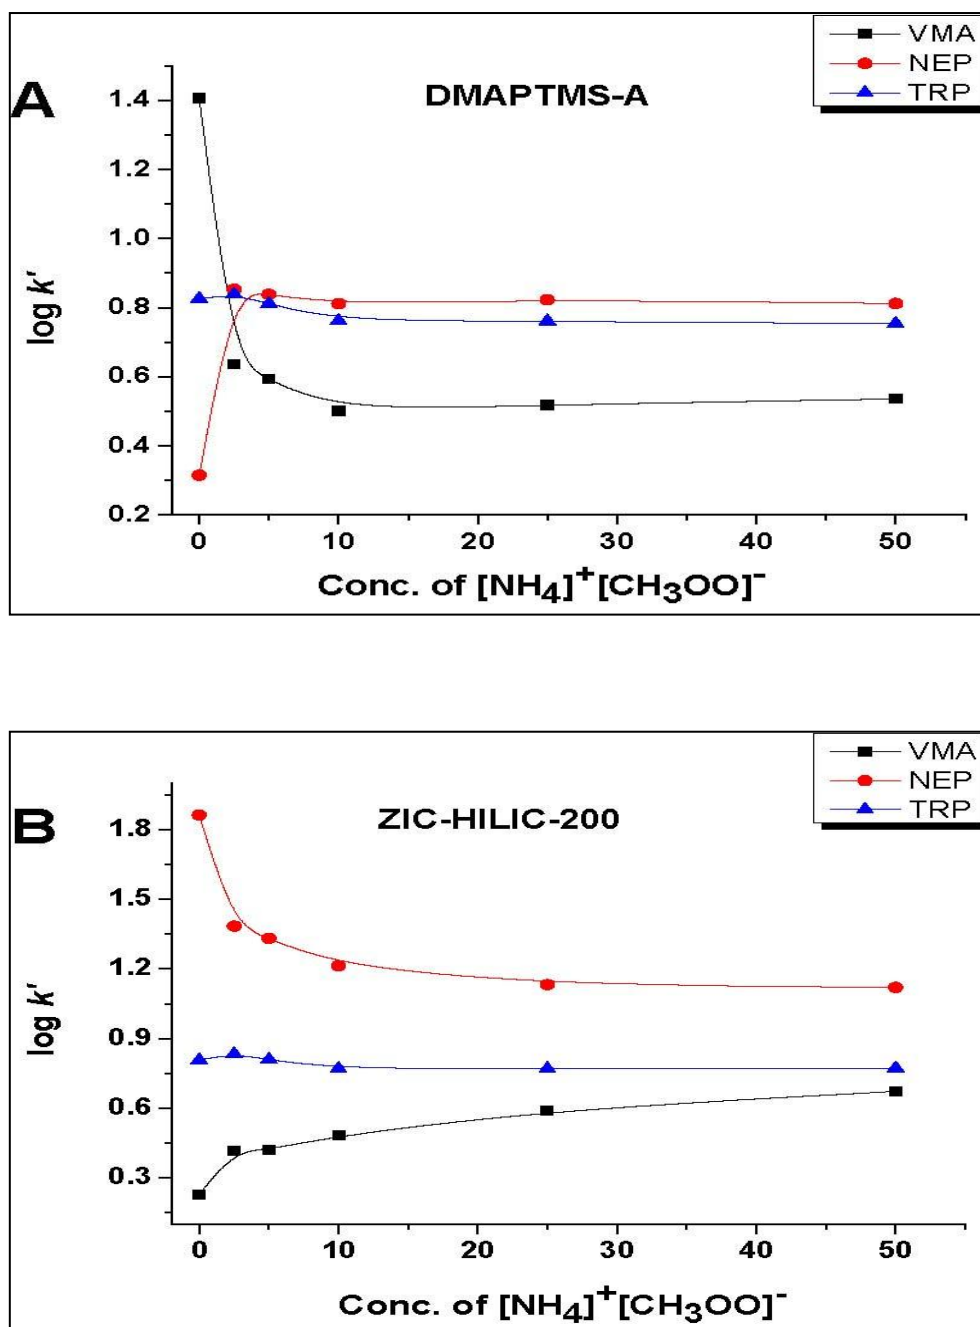 A
DMAPTMS-A
VMA
NEP
TRP
log k'
1.4
1.2
1.0
0.8
0.6
0.4
0.2
0 10 20 30 40 50
Conc. of [NH4]+[CH3OO]-
B
ZIC-HILIC-200
VMA
NEP
TRP
log k'
1.8
1.5
1.2
0.9
0.6
0.3
0 10 20 30 40 50
Conc. of [NH4]+[CH3OO]-